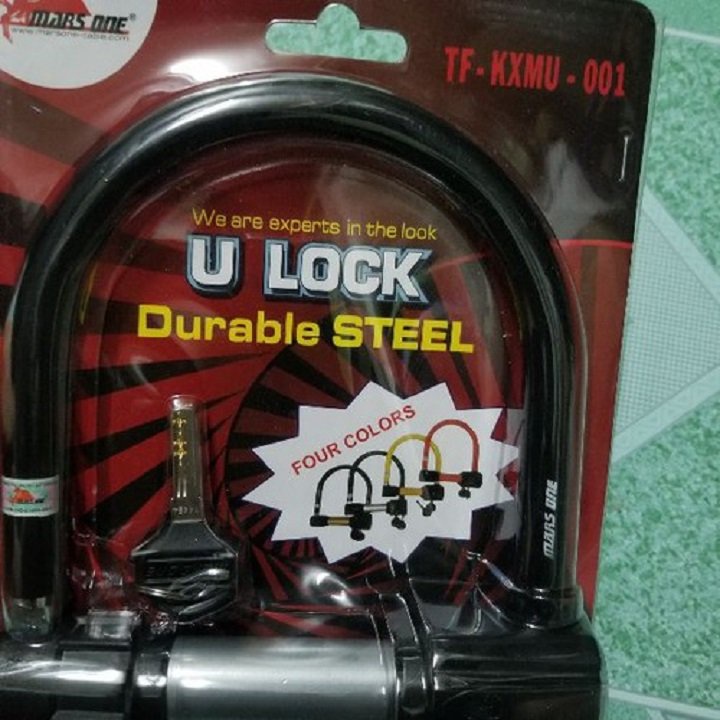 MARS ONE®
TF-KXMU-001
We are experts in the look
U LOCK
Durable STEEL
FOUR COLORS
MARS ONE